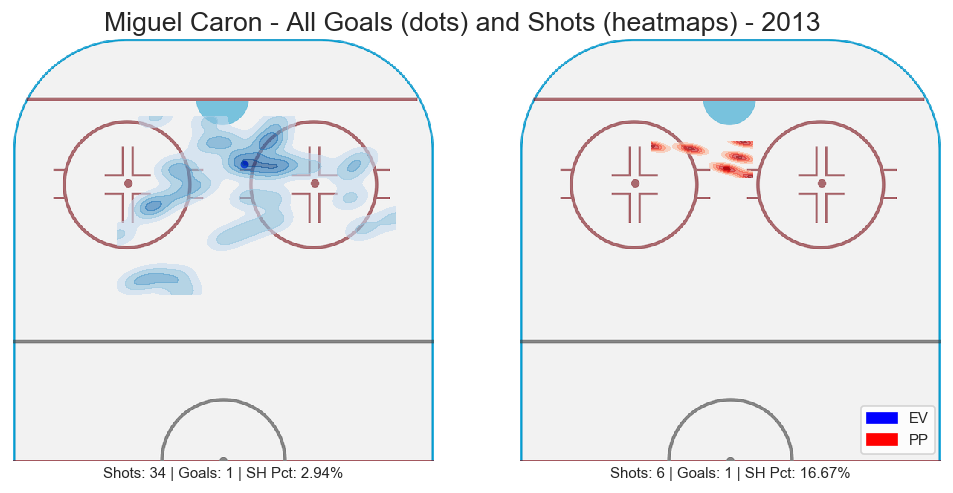 Miguel Caron - All Goals (dots) and Shots (heatmaps) - 2013
EV
PP
Shots: 34 | Goals: 1 | SH Pct: 2.94%
Shots: 6 | Goals: 1 | SH Pct: 16.67%